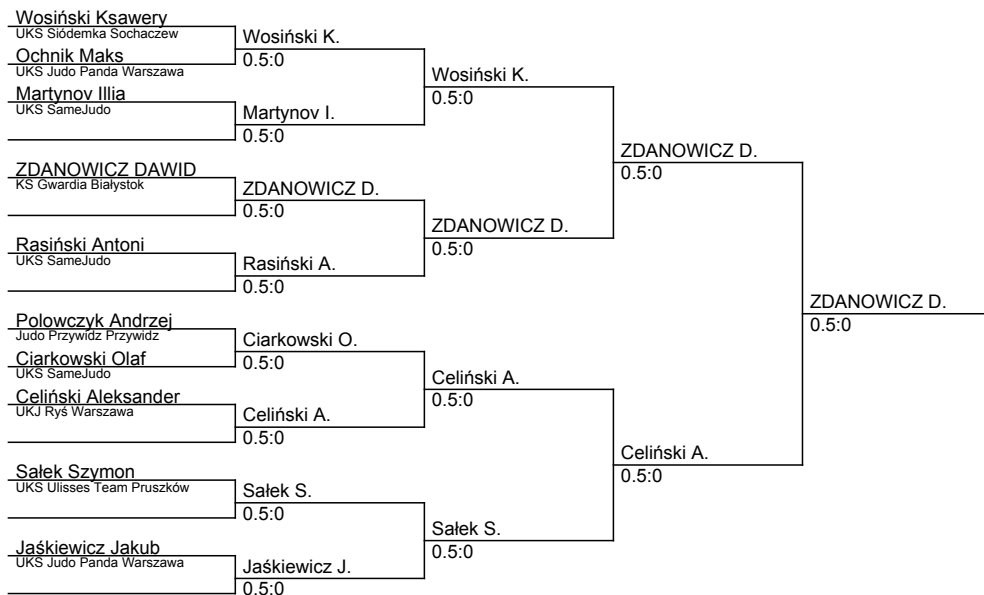 Wosiński Ksawery
UKS Siódemka Sochaczew
Ochnik Maks
UKS Judo Panda Warszawa
Martynov Illia
UKS SameJudo
ZDANOWICZ DAWID
KS Gwardia Białystok
Rasiński Antoni
UKS SameJudo
Polowczyk Andrzej
Judo Przywidz Przywidz
Ciarkowski Olaf
UKS SameJudo
Celiński Aleksander
UKJ Ryś Warszawa
Sałek Szymon
UKS Ulisses Team Pruszków
Jaśkiewicz Jakub
UKS Judo Panda Warszawa
Wosiński K.
0.5:0
Martynov I.
0.5:0
ZDANOWICZ D.
0.5:0
Rasiński A.
0.5:0
Ciarkowski O.
0.5:0
Celiński A.
0.5:0
Sałek S.
0.5:0
Jaśkiewicz J.
0.5:0
Wosiński K.
0.5:0
ZDANOWICZ D.
0.5:0
Celiński A.
0.5:0
Sałek S.
0.5:0
ZDANOWICZ D.
0.5:0
Celiński A.
0.5:0
ZDANOWICZ D.
0.5:0